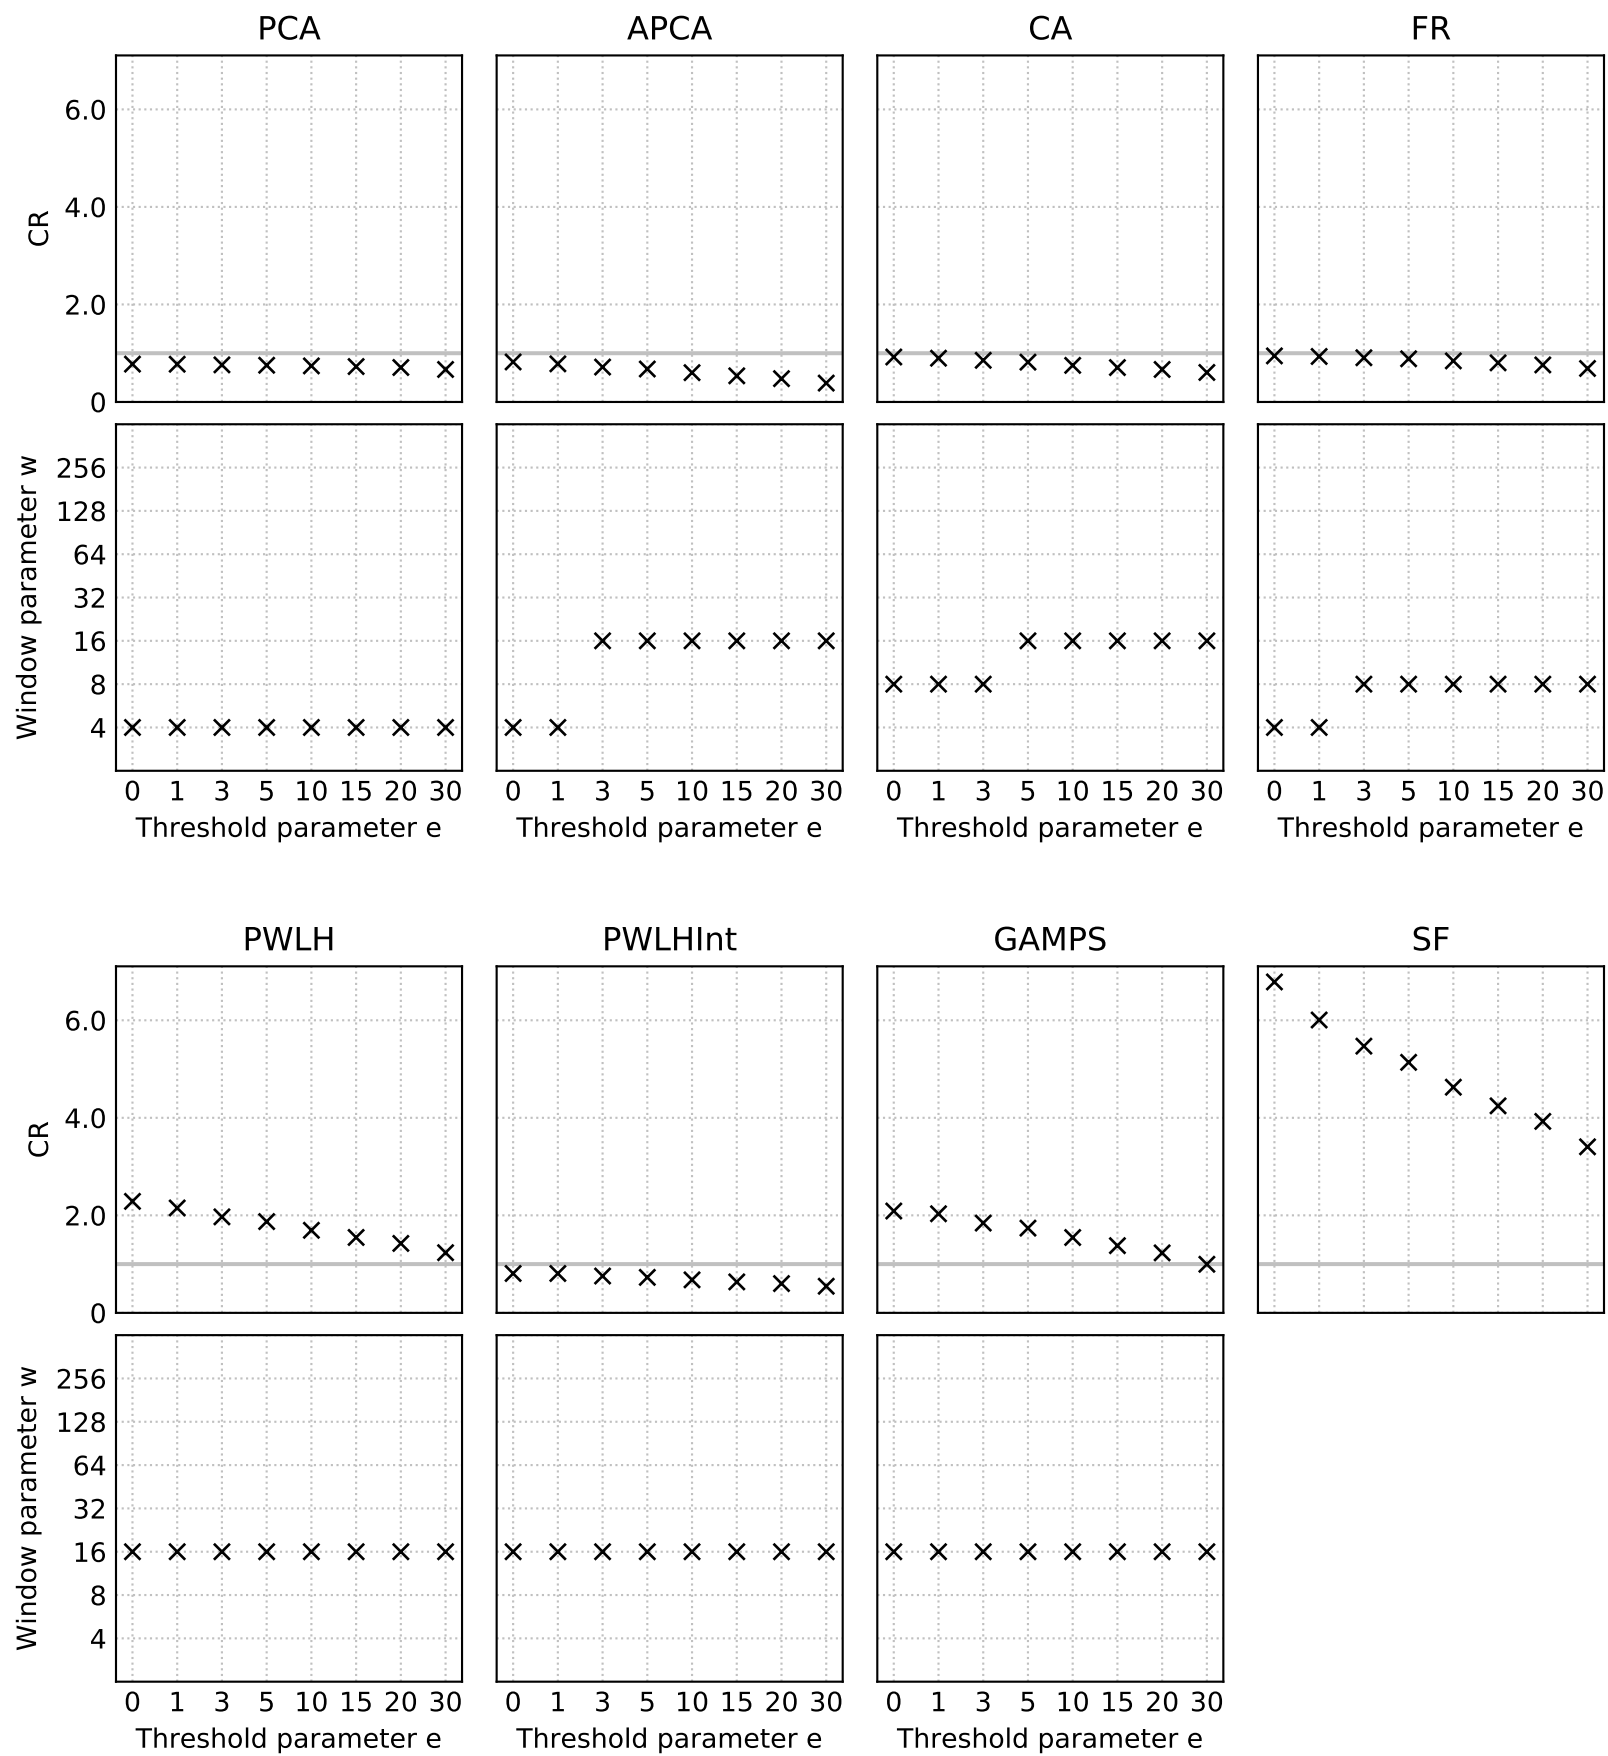 PCA APCA CA FR
CR
6.0
4.0
2.0
0
Window parameter w
256
128
64
32
16
8
4
0 1 3 5 10 15 20 30 0 1 3 5 10 15 20 30 0 1 3 5 10 15 20 30 0 1 3 5 10 15 20 30
Threshold parameter e Threshold parameter e Threshold parameter e Threshold parameter e
PWLH PWLHInt GAMPS SF
CR
6.0
4.0
2.0
0
Window parameter w
256
128
64
32
16
8
4
0 1 3 5 10 15 20 30 0 1 3 5 10 15 20 30 0 1 3 5 10 15 20 30
Threshold parameter e Threshold parameter e Threshold parameter e